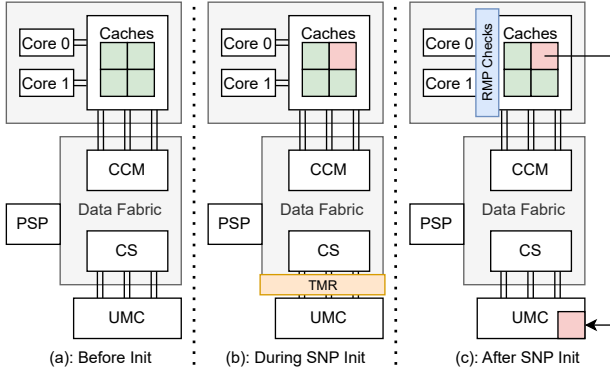 Core 0
Caches
Core 1
CCM
Data Fabric
PSP
CS
UMC
(a): Before Init
Core 0
Caches
Core 1
CCM
Data Fabric
PSP
CS
TMR
UMC
(b): During SNP Init
Core 0
RMP Checks
Caches
Core 1
CCM
Data Fabric
PSP
CS
UMC
(c): After SNP Init